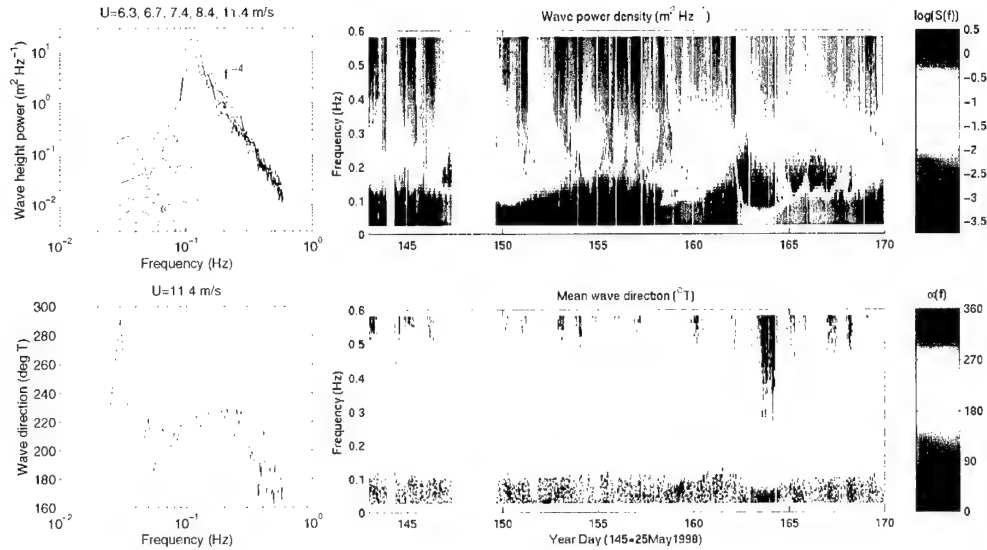 U=6.3, 6.7, 7.4, 8.4, 11.4 m/s
Wave height power (m² Hz⁻¹)
10¹
10⁰
10⁻¹
10⁻²
f⁻⁴
10⁻² 10⁻¹ 10⁰
Frequency (Hz)
Wave power density (m² Hz⁻¹)
Frequency (Hz)
0.6
0.5
0.4
0.3
0.2
0.1
0
145 150 155 160 165 170
log(S(f))
0.5
0
−0.5
−1
−1.5
−2
−2.5
−3
−3.5
U=11.4 m/s
Wave direction (deg T)
300
280
260
240
220
200
180
160
10⁻² 10⁻¹ 10⁰
Frequency (Hz)
Mean wave direction (°T)
Frequency (Hz)
0.6
0.5
0.4
0.3
0.2
0.1
0
145 150 155 160 165 170
Year Day (145=25May1998)
α(f)
360
270
180
90
0